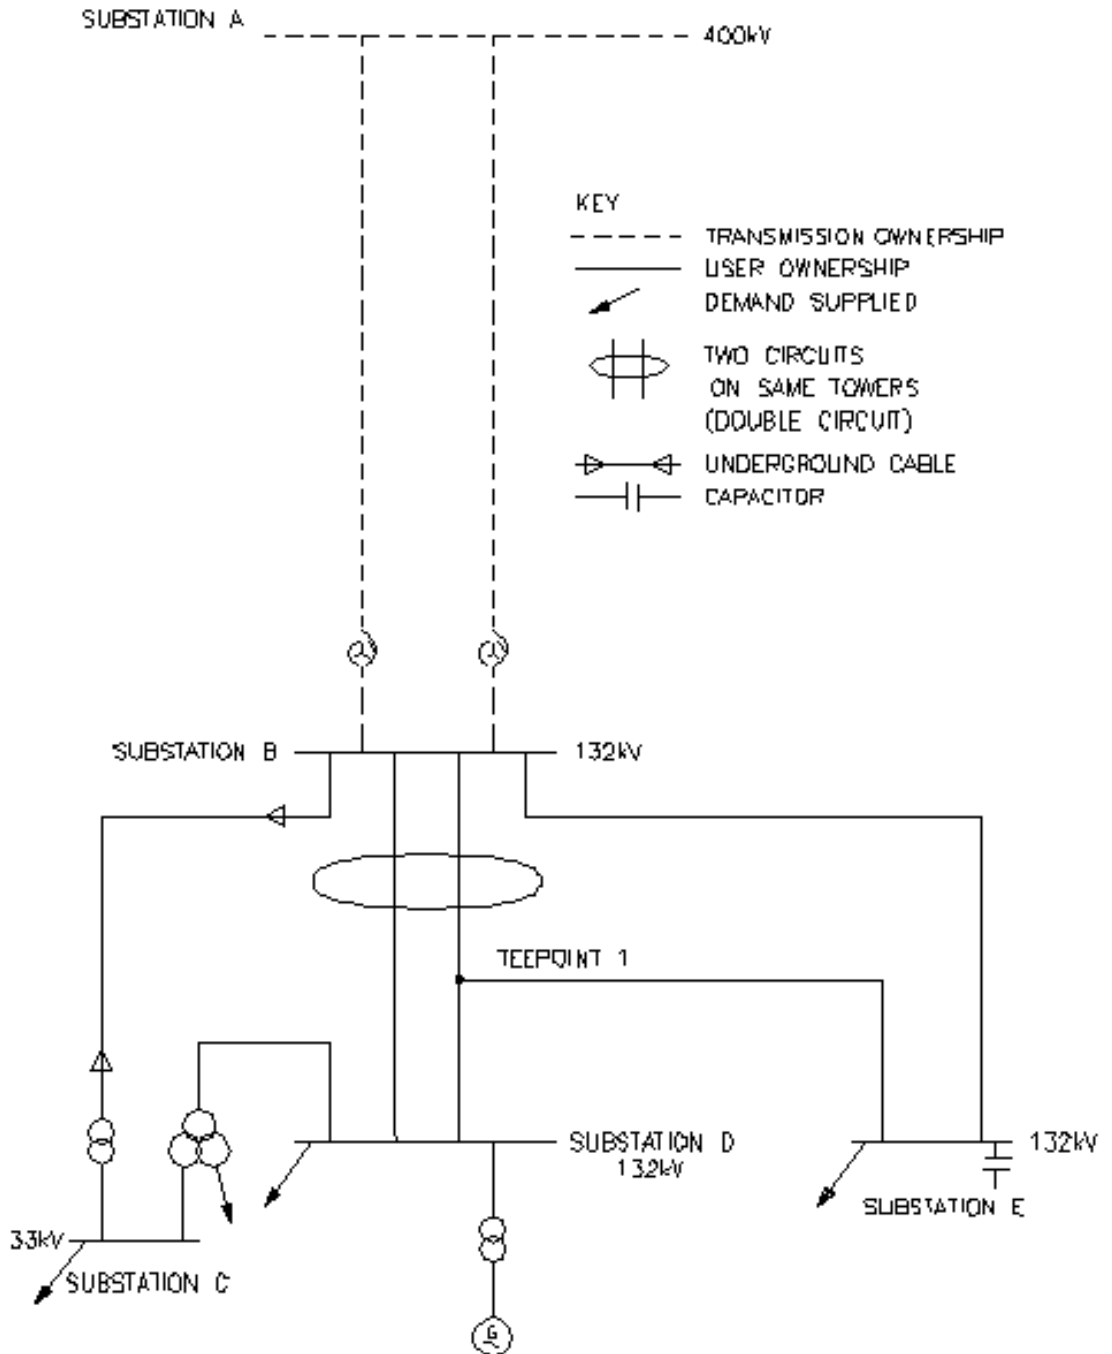 SUBSTATION A
400kV
KEY
TRANSMISSION OWNERSHIP
USER OWNERSHIP
DEMAND SUPPLIED
TWO CIRCUITS
ON SAME TOWERS
(DOUBLE CIRCUIT)
UNDERGROUND CABLE
CAPACITOR
SUBSTATION B
132kV
TEEPOINT 1
SUBSTATION D
132kV
132kV
SUBSTATION E
33kV
SUBSTATION C
G